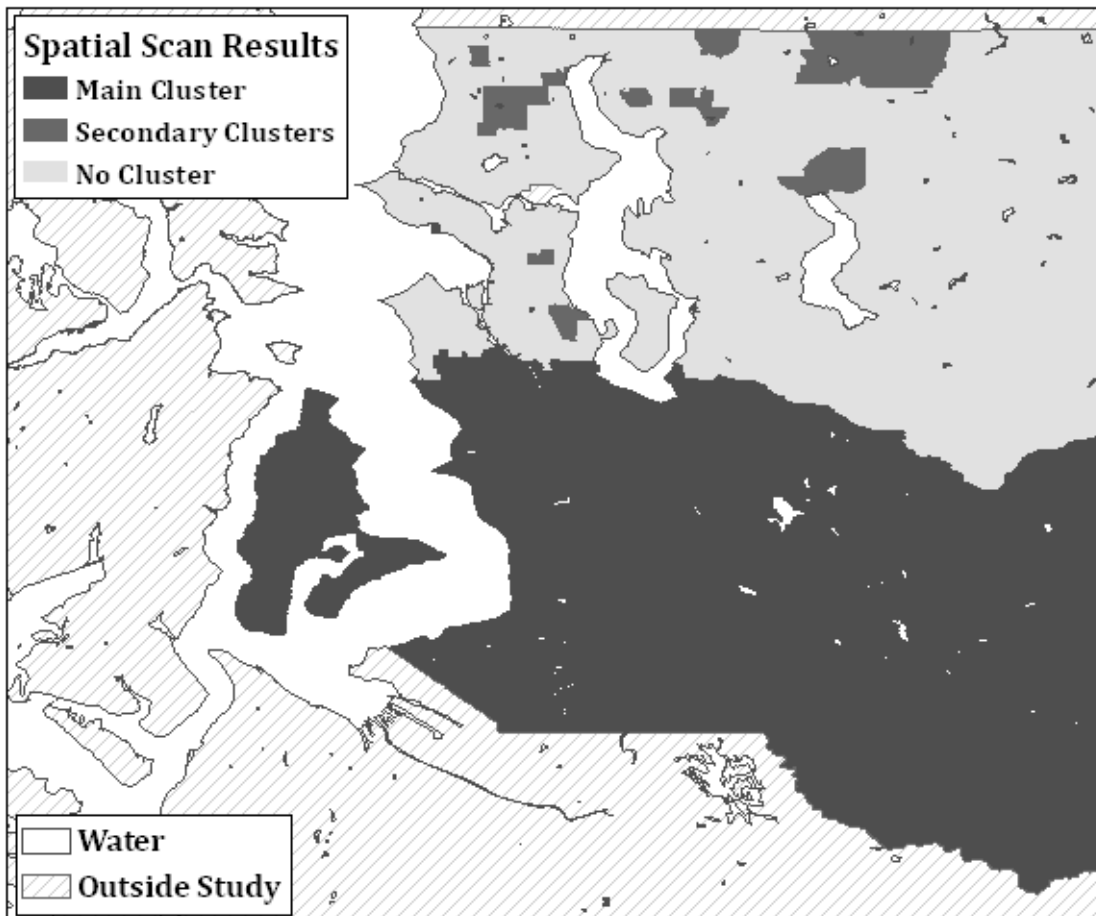 Spatial Scan Results
Main Cluster
Secondary Clusters
No Cluster
Water
Outside Study